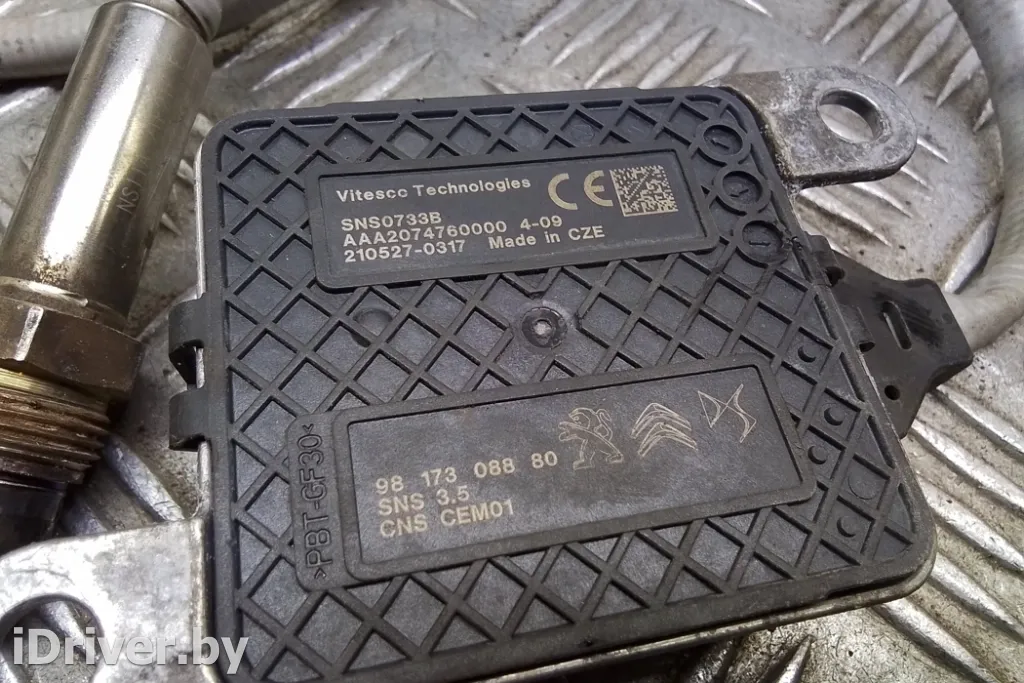 Vitesco Technologies
CE
SNS0733B
AAA2074760000 4-09
210527-0317 Made in CZE
98 173 088 80
SNS 3.5
CNS CEM01
>PBT-GF30<
DS
iDriver.by